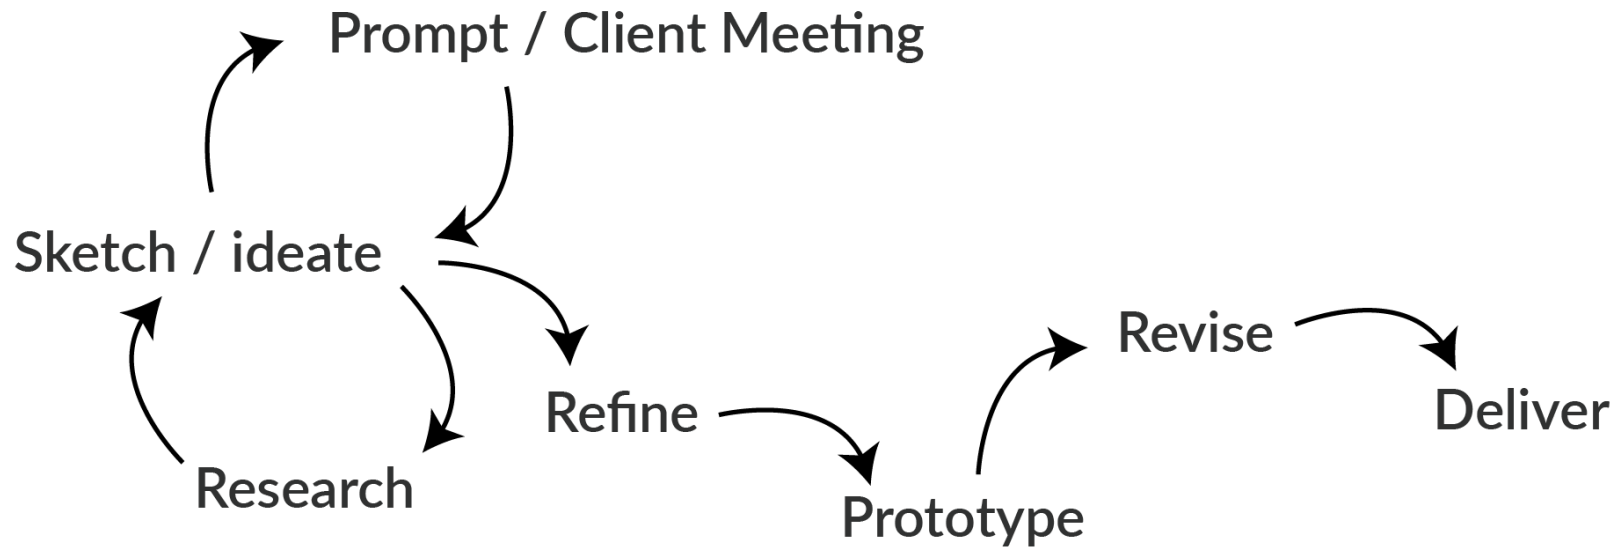 Prompt / Client Meeting
Sketch / ideate
Research
Refine
Prototype
Revise
Deliver